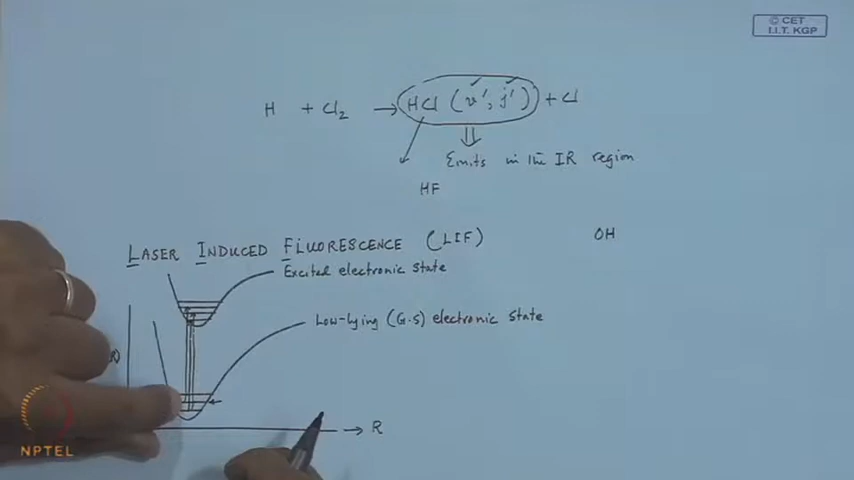 © CET
I.I.T. KGP
H + Cl₂ → HCl (v', j') + Cl
Emits in the IR region
HF
OH
LASER INDUCED FLUORESCENCE (LIF)
Excited electronic state
Low-lying (G.S) electronic state
→ R
NPTEL